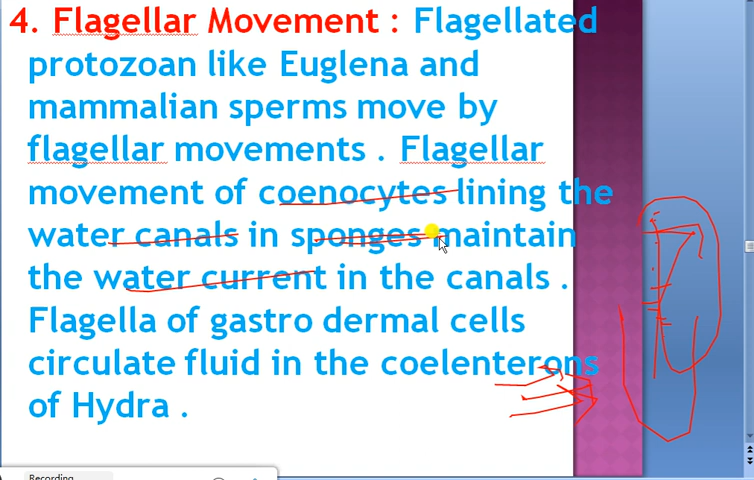 4. Flagellar Movement : Flagellated
protozoan like Euglena and
mammalian sperms move by
flagellar movements . Flagellar
movement of coenocytes lining the
water canals in sponges maintain
the water current in the canals .
Flagella of gastro dermal cells
circulate fluid in the coelenterons
of Hydra .
Recording